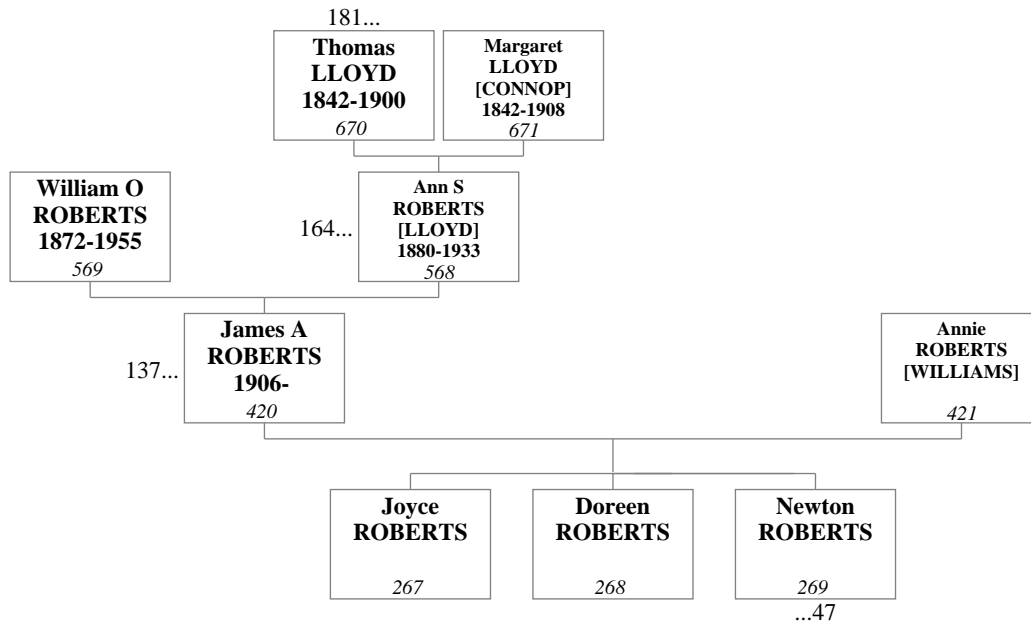 181...
Thomas
LLOYD
1842-1900
670
Margaret
LLOYD
[CONNOP]
1842-1908
671
William O
ROBERTS
1872-1955
569
164...
Ann S
ROBERTS
[LLOYD]
1880-1933
568
137...
James A
ROBERTS
1906-
420
Annie
ROBERTS
[WILLIAMS]
421
Joyce
ROBERTS
267
Doreen
ROBERTS
268
Newton
ROBERTS
269
...47